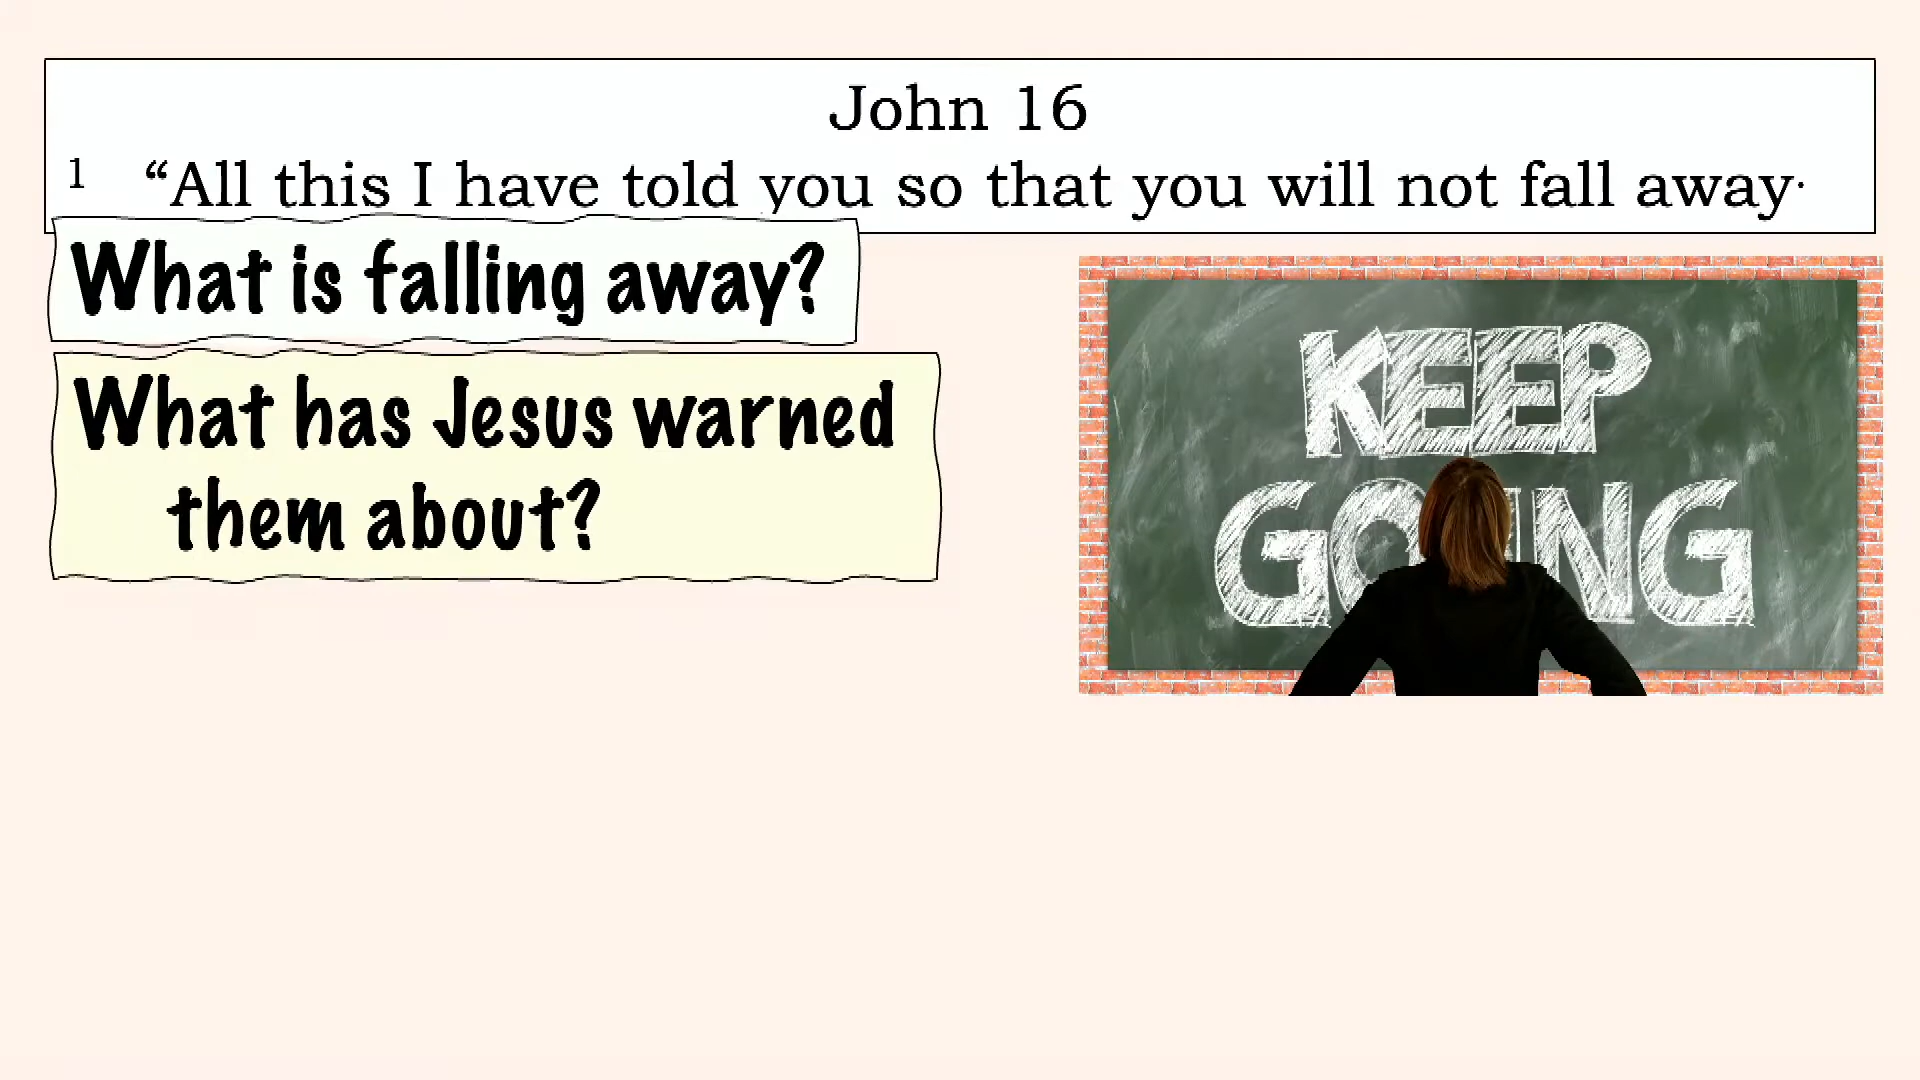 John 16
1 “All this I have told you so that you will not fall away.
What is falling away?
What has Jesus warned
them about?
KEEP
GOING